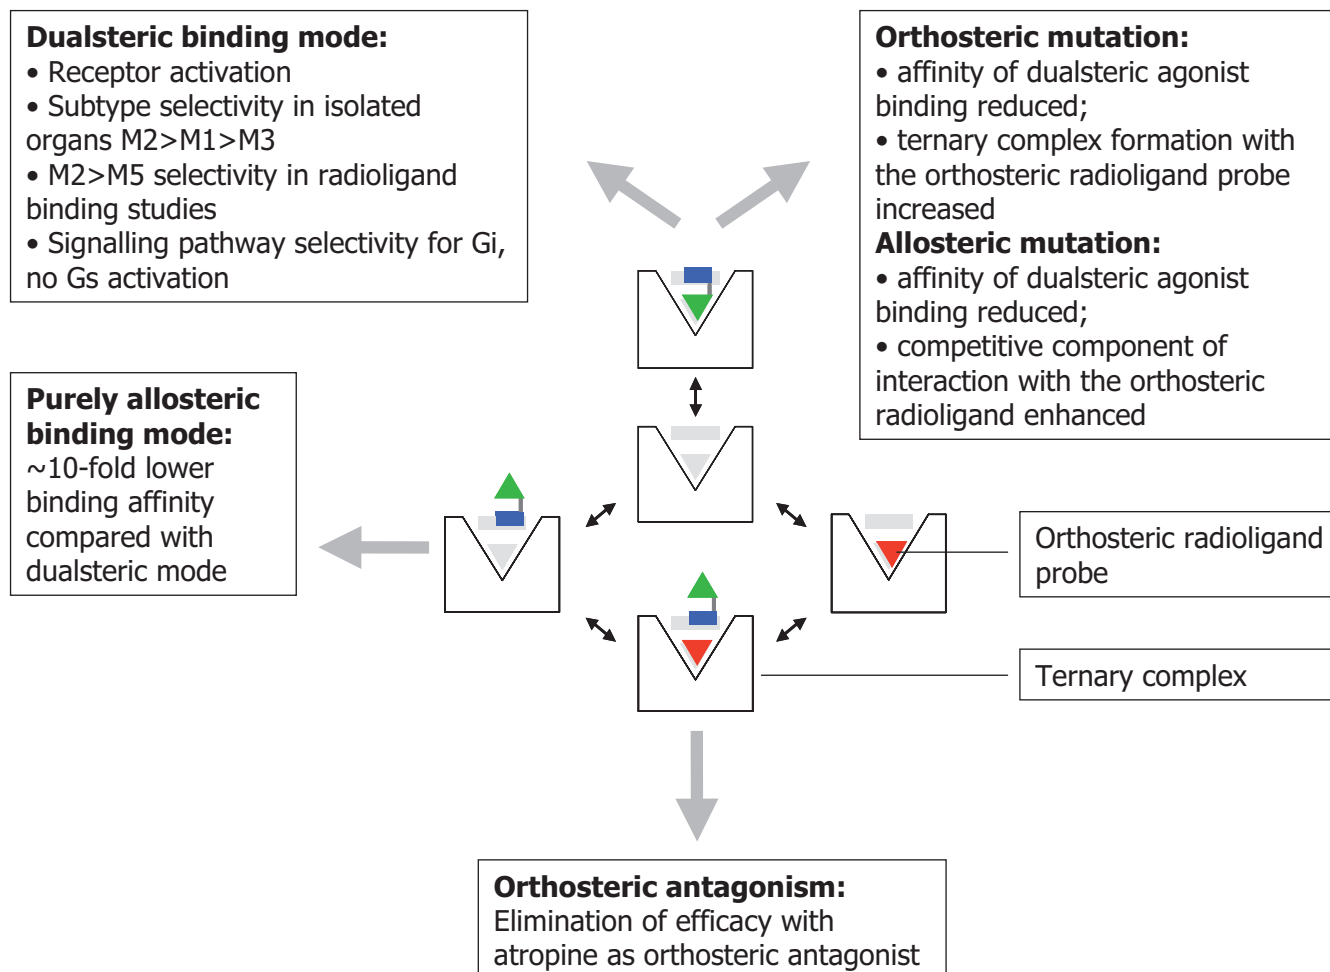 Dualsteric binding mode:
• Receptor activation
• Subtype selectivity in isolated
organs M2>M1>M3
• M2>M5 selectivity in radioligand
binding studies
• Signalling pathway selectivity for Gi,
no Gs activation
Orthosteric mutation:
• affinity of dualsteric agonist
binding reduced;
• ternary complex formation with
the orthosteric radioligand probe
increased
Allosteric mutation:
• affinity of dualsteric agonist
binding reduced;
• competitive component of
interaction with the orthosteric
radioligand enhanced
Purely allosteric
binding mode:
~10-fold lower
binding affinity
compared with
dualsteric mode
Orthosteric radioligand
probe
Ternary complex
Orthosteric antagonism:
Elimination of efficacy with
atropine as orthosteric antagonist